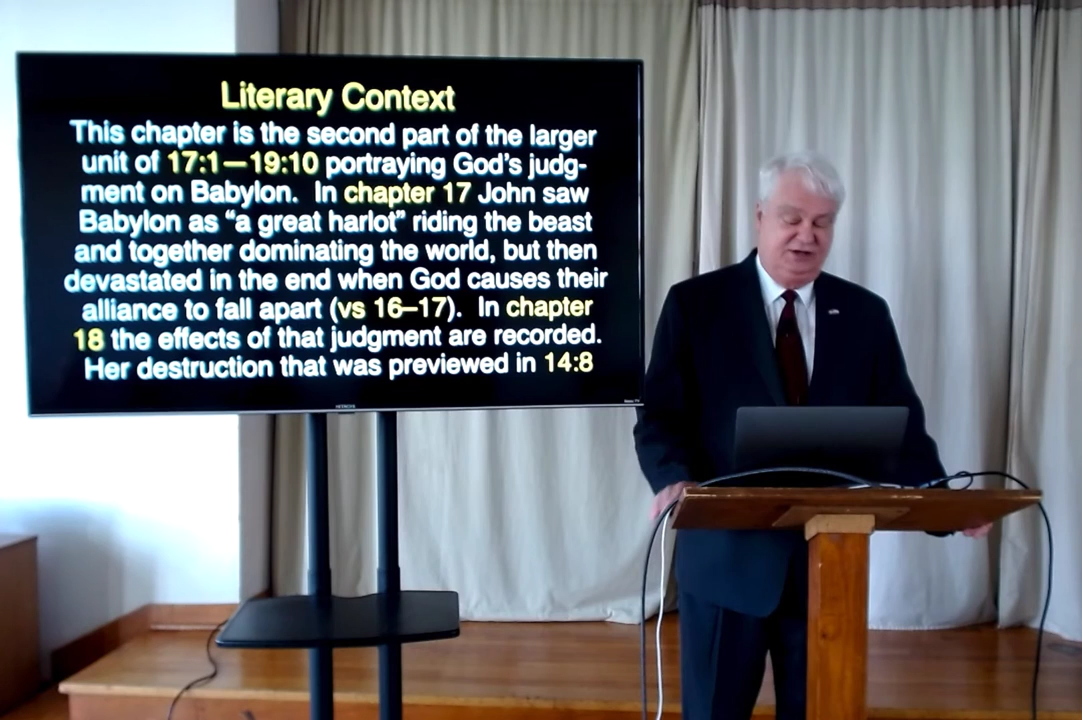 Literary Context
This chapter is the second part of the larger
unit of 17:1—19:10 portraying God's judg-
ment on Babylon.  In chapter 17 John saw
Babylon as “a great harlot” riding the beast
and together dominating the world, but then
devastated in the end when God causes their
alliance to fall apart (vs 16–17).  In chapter
18 the effects of that judgment are recorded.
Her destruction that was previewed in 14:8
HITACHI
Roku TV